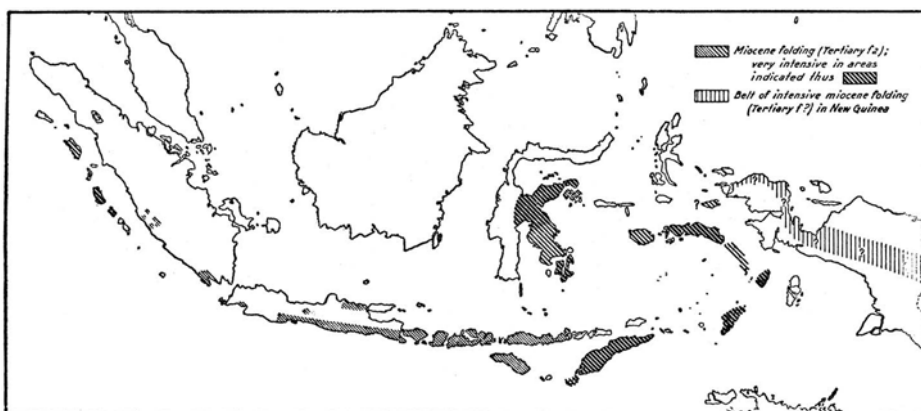 Miocene folding (Tertiary f2);
very intensive in areas
indicated thus
Belt of intensive miocene folding
(Tertiary f?) in New Guinea
?
?
?
?